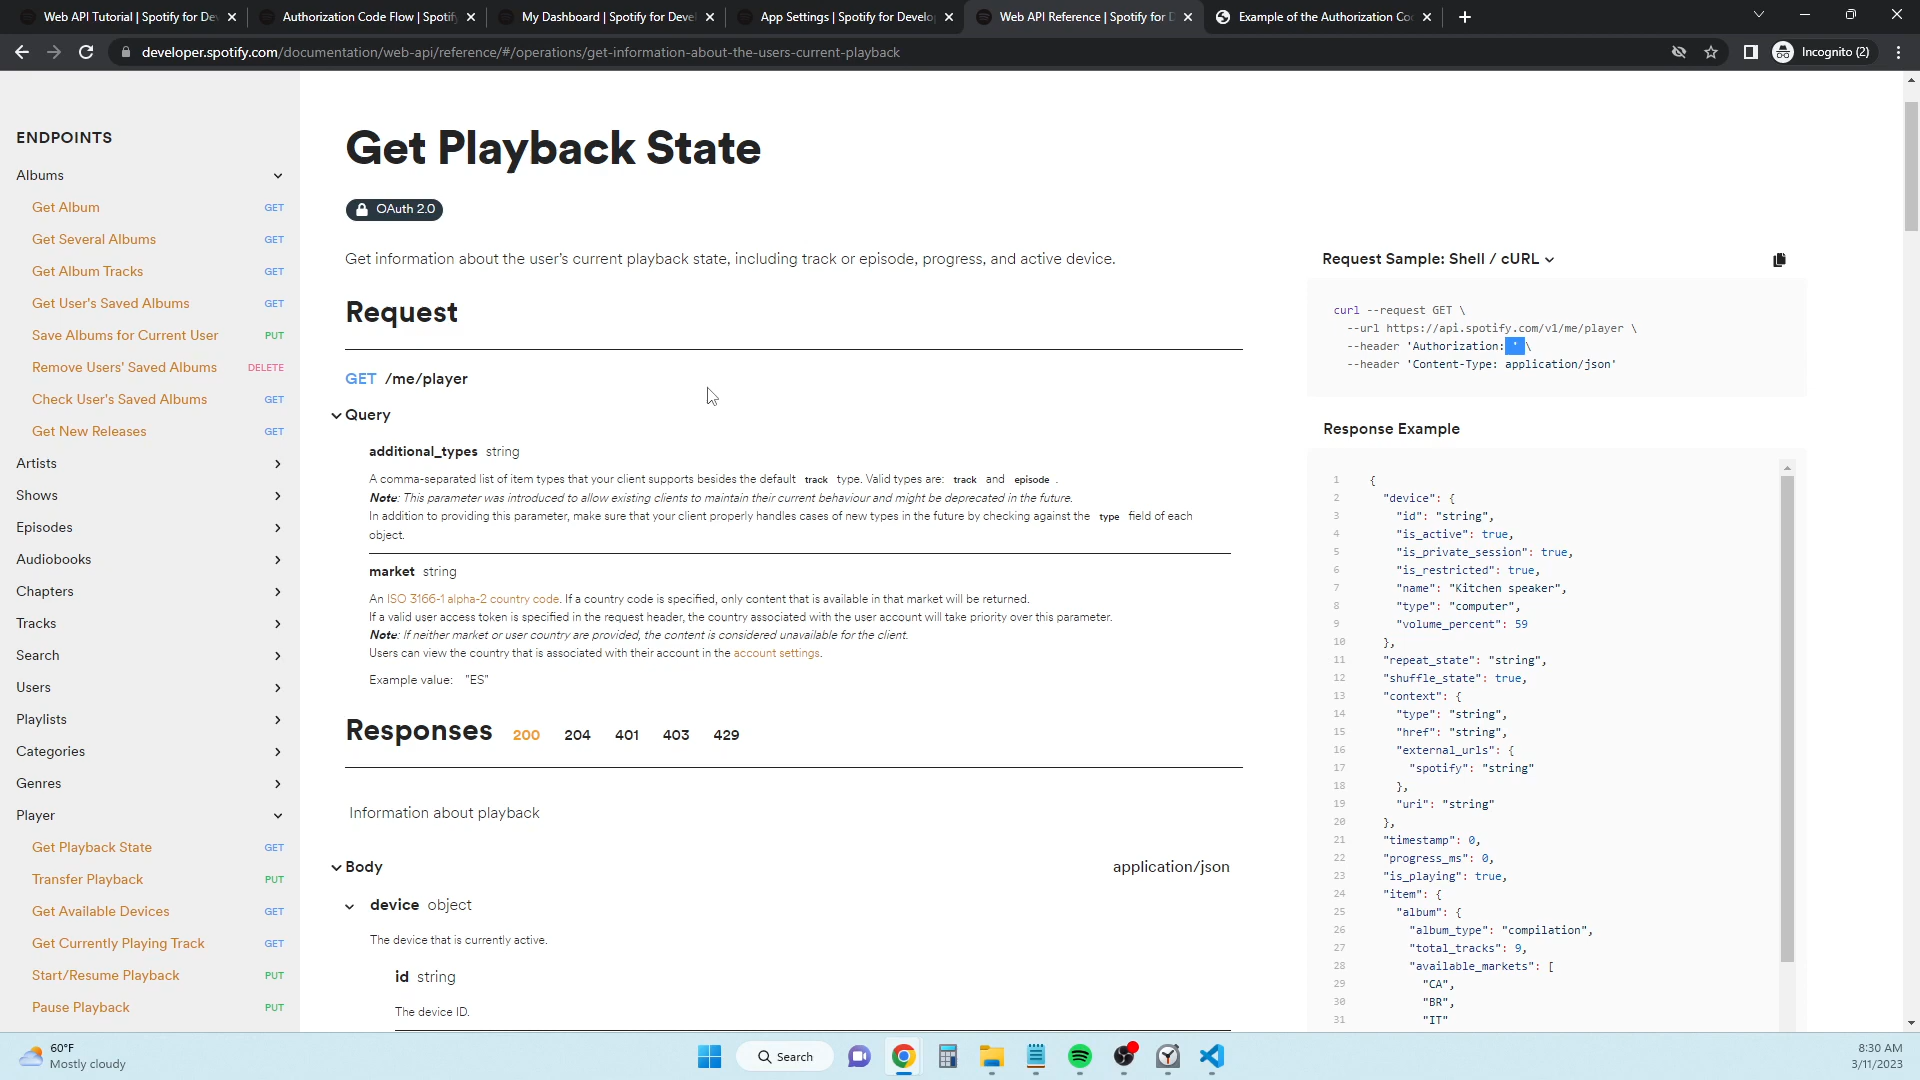 Web API Tutorial | Spotify for De
Authorization Code Flow | Spotify
My Dashboard | Spotify for Devel
App Settings | Spotify for Develop
Web API Reference | Spotify for D
Example of the Authorization Co
developer.spotify.com/documentation/web-api/reference/#/operations/get-information-about-the-users-current-playback
Incognito (2)
ENDPOINTS
Albums
Get Album GET
Get Several Albums GET
Get Album Tracks GET
Get User's Saved Albums GET
Save Albums for Current User PUT
Remove Users' Saved Albums DELETE
Check User's Saved Albums GET
Get New Releases GET
Artists
Shows
Episodes
Audiobooks
Chapters
Tracks
Search
Users
Playlists
Categories
Genres
Player
Get Playback State GET
Transfer Playback PUT
Get Available Devices GET
Get Currently Playing Track GET
Start/Resume Playback PUT
Pause Playback PUT
Get Playback State
OAuth 2.0
Get information about the user's current playback state, including track or episode, progress, and active device.
Request
GET /me/player
Query
additional_types string
A comma-separated list of item types that your client supports besides the default track type. Valid types are: track and episode .
Note: This parameter was introduced to allow existing clients to maintain their current behaviour and might be deprecated in the future.
In addition to providing this parameter, make sure that your client properly handles cases of new types in the future by checking against the type field of each
object.
market string
An ISO 3166-1 alpha-2 country code. If a country code is specified, only content that is available in that market will be returned.
If a valid user access token is specified in the request header, the country associated with the user account will take priority over this parameter.
Note: If neither market or user country are provided, the content is considered unavailable for the client.
Users can view the country that is associated with their account in the account settings.
Example value: "ES"
Responses 200 204 401 403 429
Information about playback
Body application/json
device object
The device that is currently active.
id string
The device ID.
Request Sample: Shell / cURL
curl --request GET \
--url https://api.spotify.com/v1/me/player \
--header 'Authorization: ' \
--header 'Content-Type: application/json'
Response Example
1 {
2 "device": {
3 "id": "string",
4 "is_active": true,
5 "is_private_session": true,
6 "is_restricted": true,
7 "name": "Kitchen speaker",
8 "type": "computer",
9 "volume_percent": 59
10 },
11 "repeat_state": "string",
12 "shuffle_state": true,
13 "context": {
14 "type": "string",
15 "href": "string",
16 "external_urls": {
17 "spotify": "string"
18 },
19 "uri": "string"
20 },
21 "timestamp": 0,
22 "progress_ms": 0,
23 "is_playing": true,
24 "item": {
25 "album": {
26 "album_type": "compilation",
27 "total_tracks": 9,
28 "available_markets": [
29 "CA",
30 "BR",
31 "IT"
60°F
Mostly cloudy
Search
8:30 AM
3/11/2023